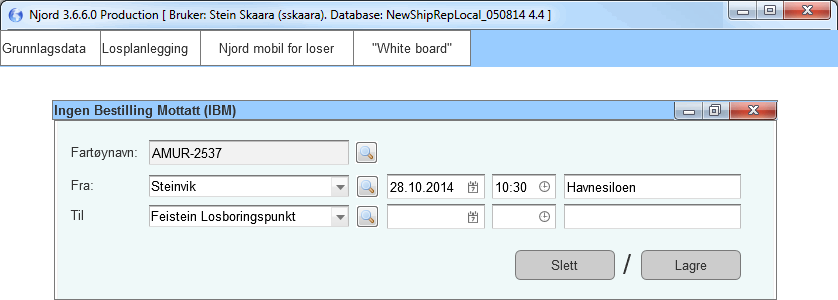 Njord 3.6.6.0 Production [ Bruker: Stein Skaara (sskaara). Database: NewShipRepLocal_050814 4.4 ]
Grunnlagsdata Losplanlegging Njord mobil for loser "White board"
Ingen Bestilling Mottatt (IBM)
Fartøynavn: AMUR-2537
Fra: Steinvik 28.10.2014 10:30 Havnesiloen
Til Feistein Losboringspunkt
Slett / Lagre